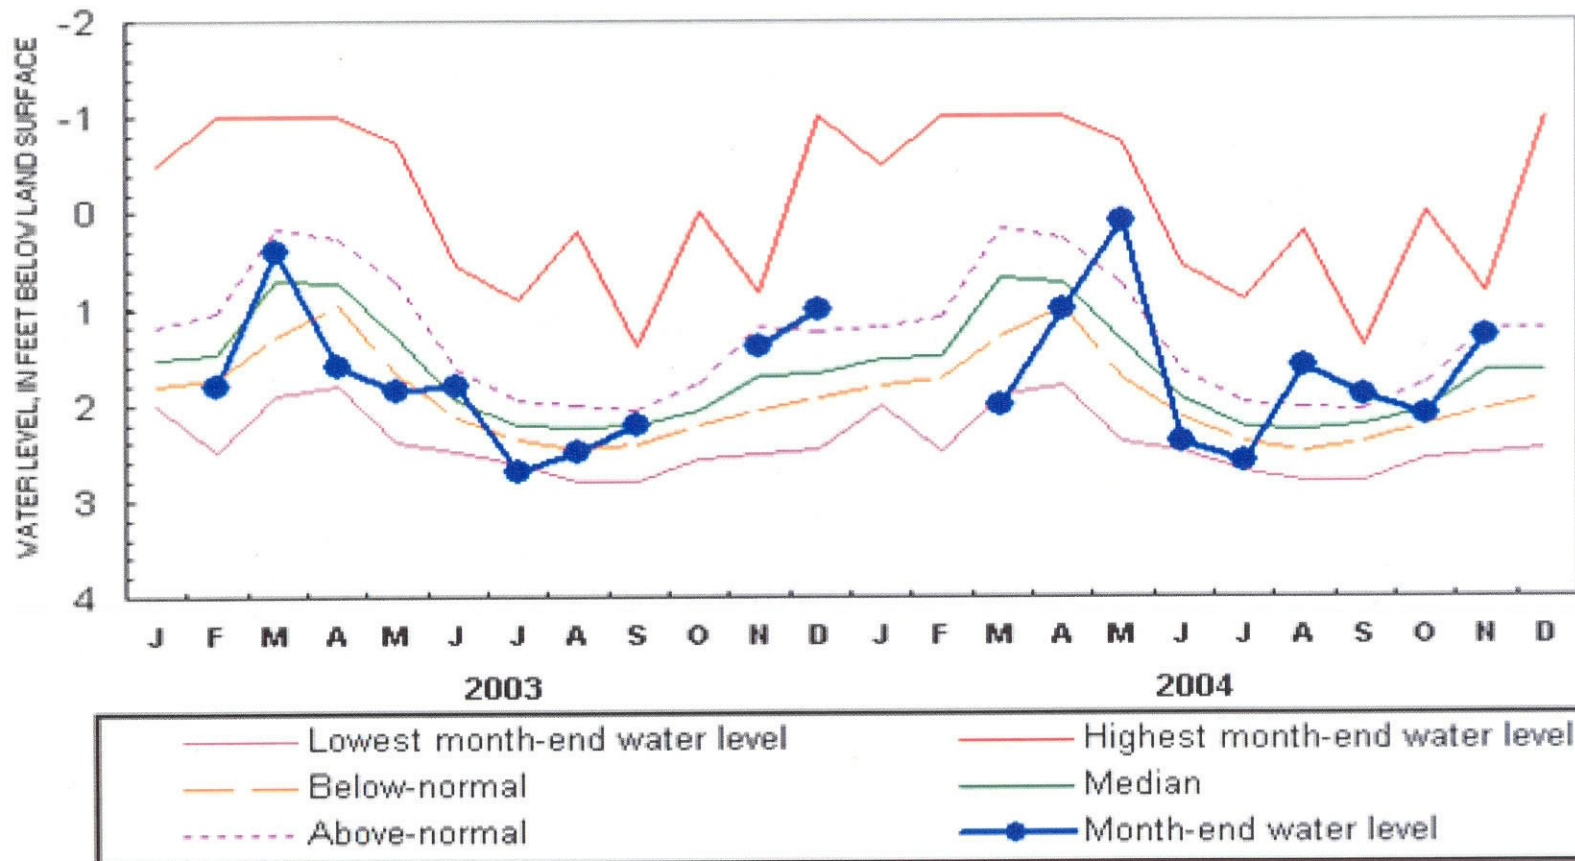 WATER LEVEL, IN FEET BELOW LAND SURFACE
-2
-1
0
1
2
3
4
J F M A M J J A S O N D J F M A M J J A S O N D
2003 2004
Lowest month-end water level Highest month-end water level
Below-normal Median
Above-normal Month-end water level